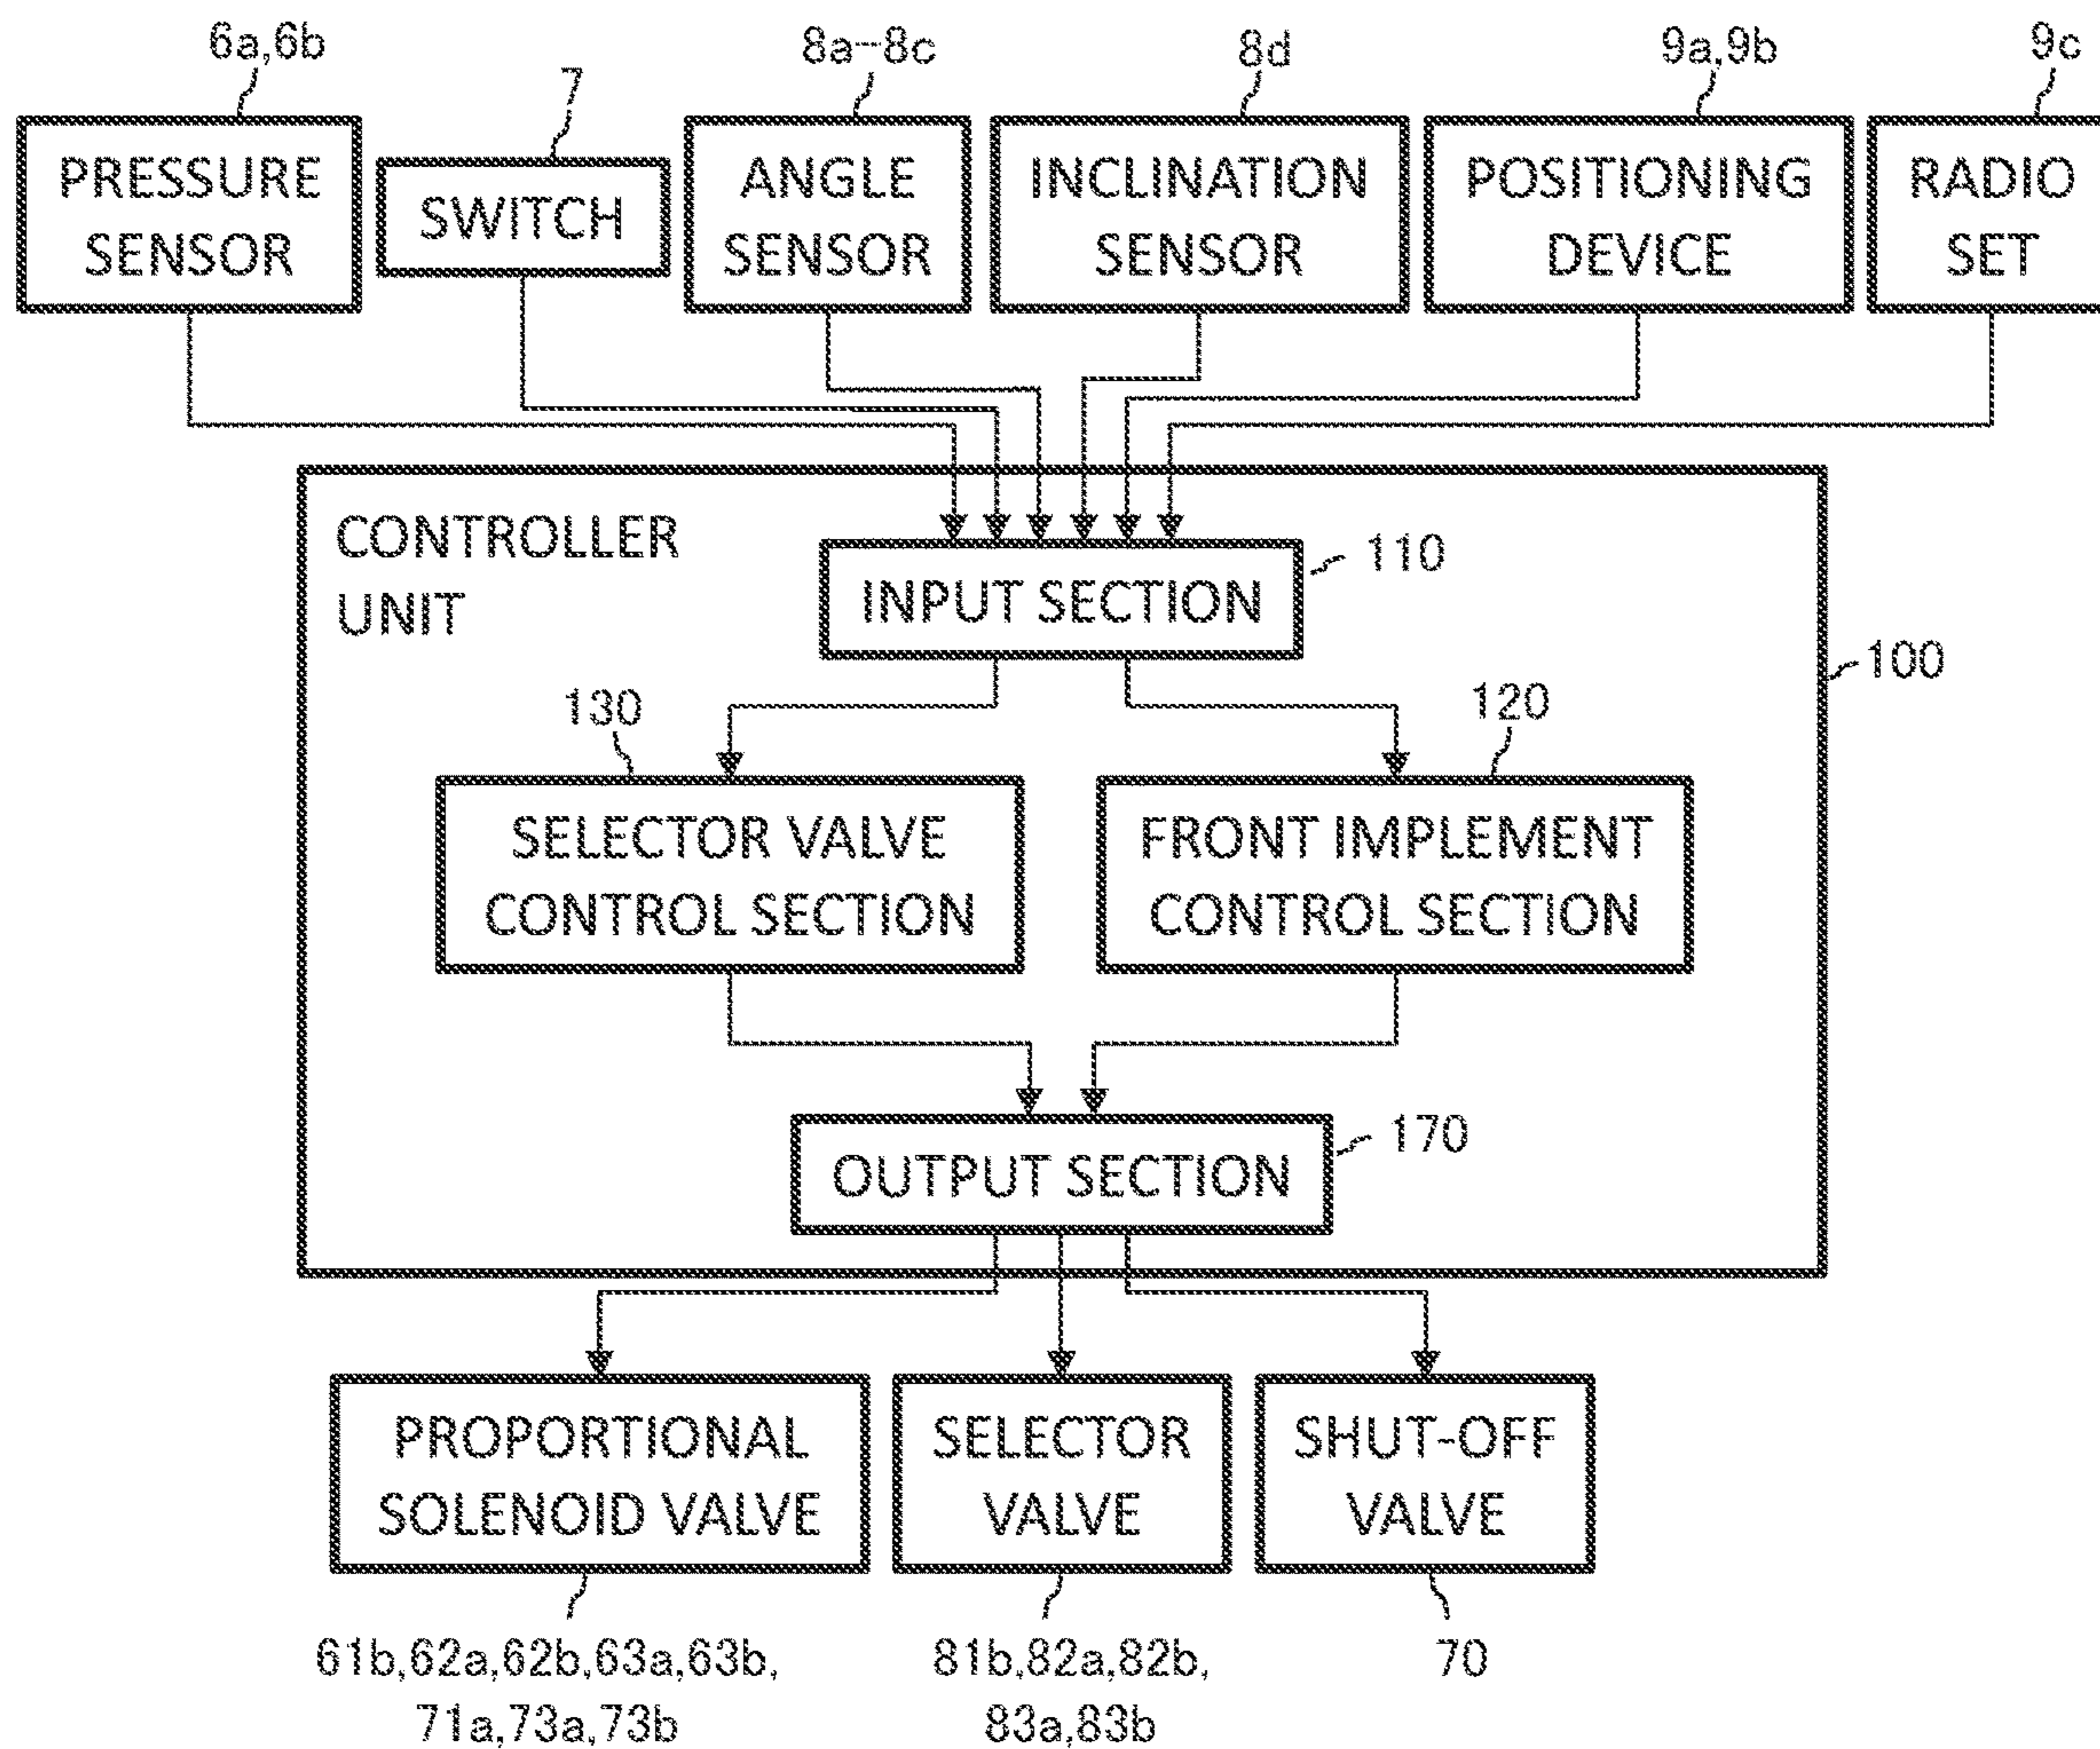 6a,6b
7
8a-8c
8d
9a,9b
9c
PRESSURE
SENSOR
SWITCH
ANGLE
SENSOR
INCLINATION
SENSOR
POSITIONING
DEVICE
RADIO
SET
CONTROLLER
UNIT
INPUT SECTION
110
100
130
120
SELECTOR VALVE
CONTROL SECTION
FRONT IMPLEMENT
CONTROL SECTION
OUTPUT SECTION
170
PROPORTIONAL
SOLENOID VALVE
SELECTOR
VALVE
SHUT-OFF
VALVE
61b,62a,62b,63a,63b,
71a,73a,73b
81b,82a,82b,
83a,83b
70